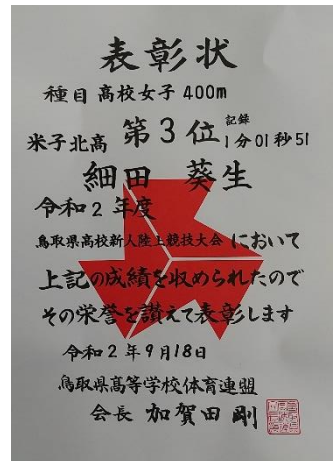 表彰状
種目 高校女子 400m
米子北高 第3位 記録 1分01秒51
細田 葵生
令和2年度
鳥取県高校新人陸上競技大会 において
上記の成績を収められたので
その栄誉を讃えて表彰します
令和2年9月18日
鳥取県高等学校体育連盟
会長 加賀田 剛